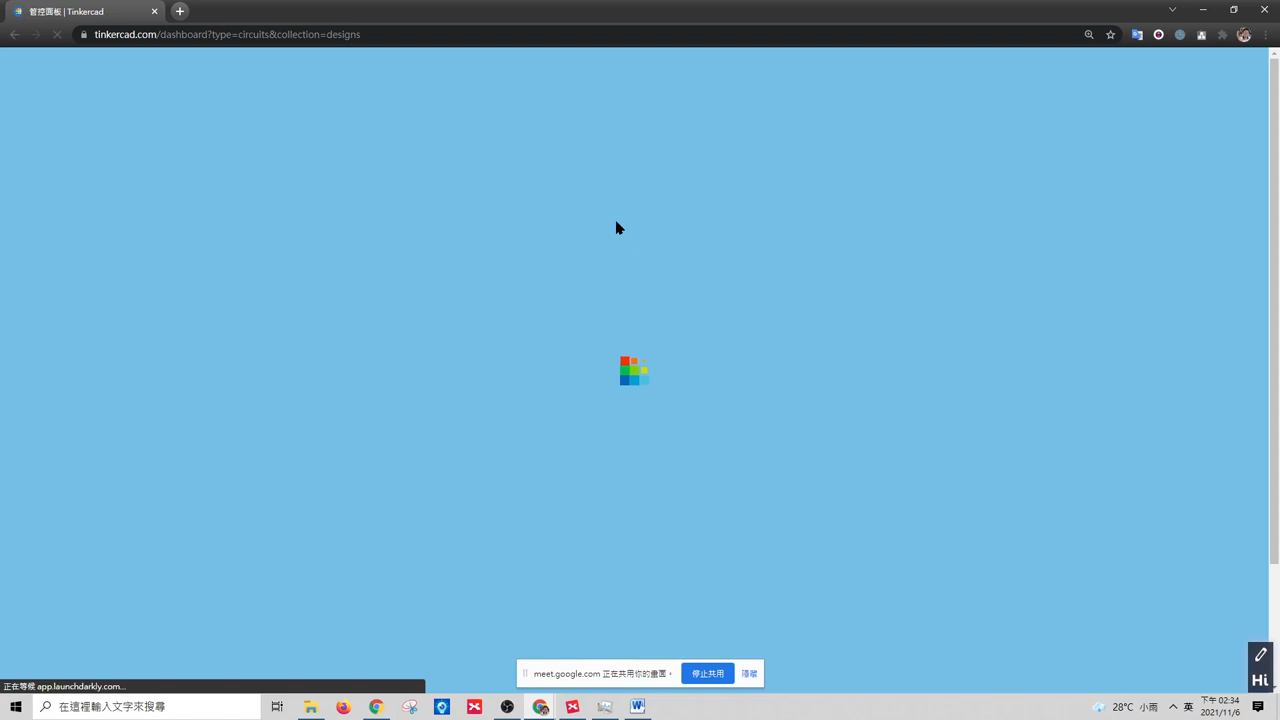 管控面板 | Tinkercad
tinkercad.com/dashboard?type=circuits&collection=designs
meet.google.com 正在共用你的畫面。
停止共用
隱藏
Hi
正在等候 app.launchdarkly.com...
在這裡輸入文字來搜尋
28°C 小雨
英
下午 02:34
2021/11/6